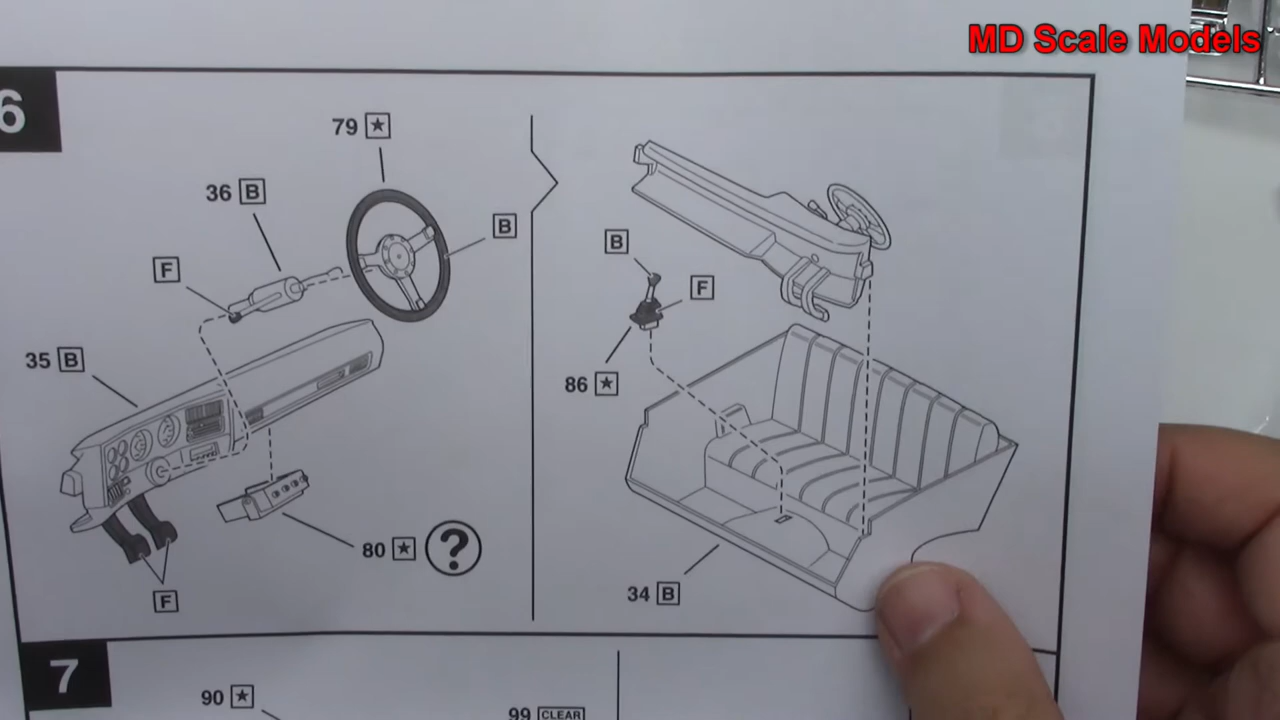 MD Scale Models
6
79 ★
36 B
B
F
35 B
80 ★ ?
F
B
F
86 ★
34 B
7
90 ★
99 CLEAR